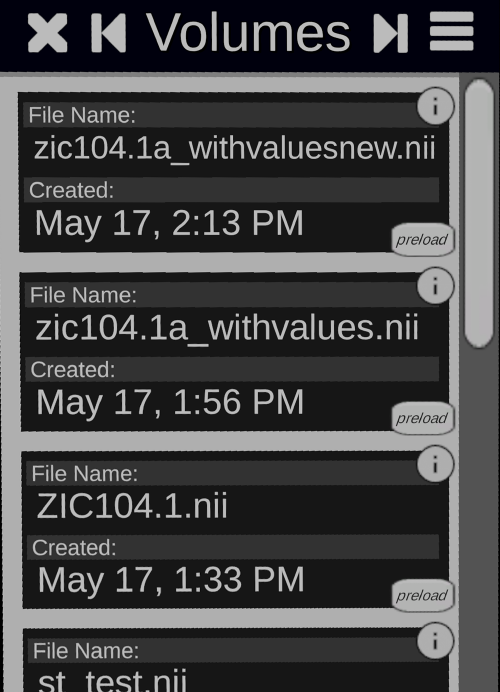 Volumes
i
File Name:
zic104.1a_withvaluesnew.nii
Created:
May 17, 2:13 PM
preload
i
File Name:
zic104.1a_withvalues.nii
Created:
May 17, 1:56 PM
preload
i
File Name:
ZIC104.1.nii
Created:
May 17, 1:33 PM
preload
i
File Name:
st_test.nii